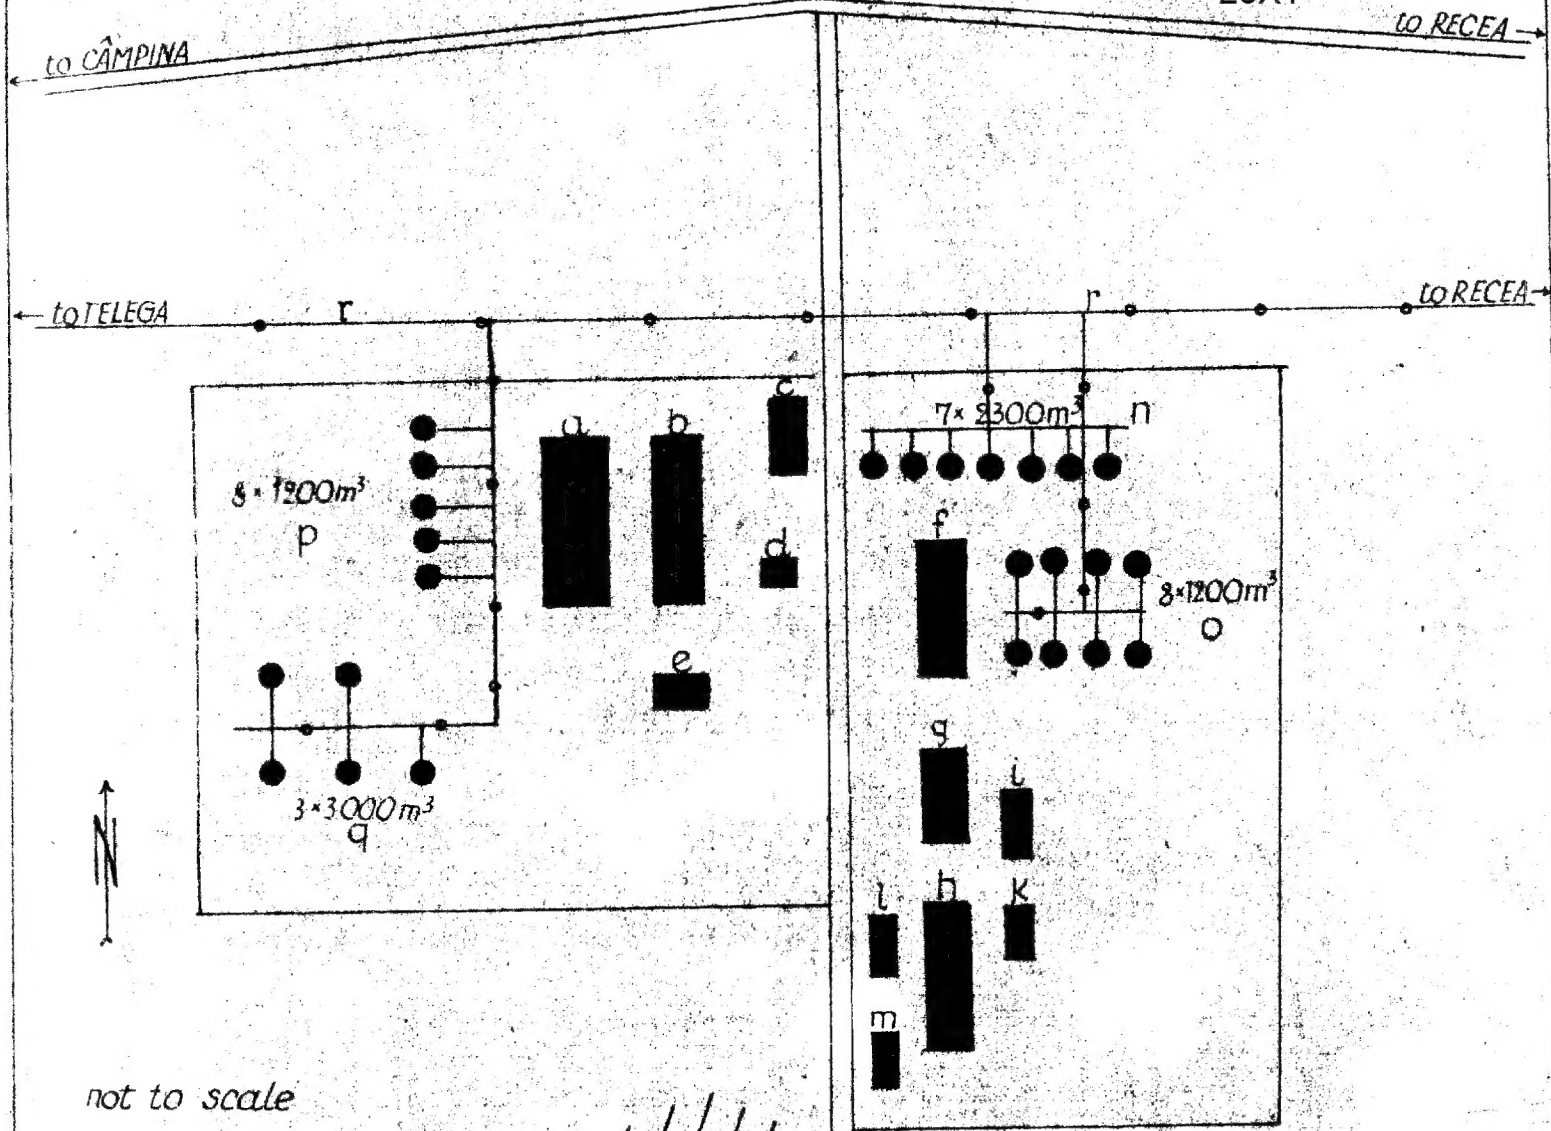 to CÂMPINA
to RECEA
to TELEGA
r
r
to RECEA
c
7 × 2300m³ n
a
b
8 × 1200m³
p
f
d
8 × 1200m³
o
e
g
i
3 × 3000m³
q
N
l
h
k
m
not to scale